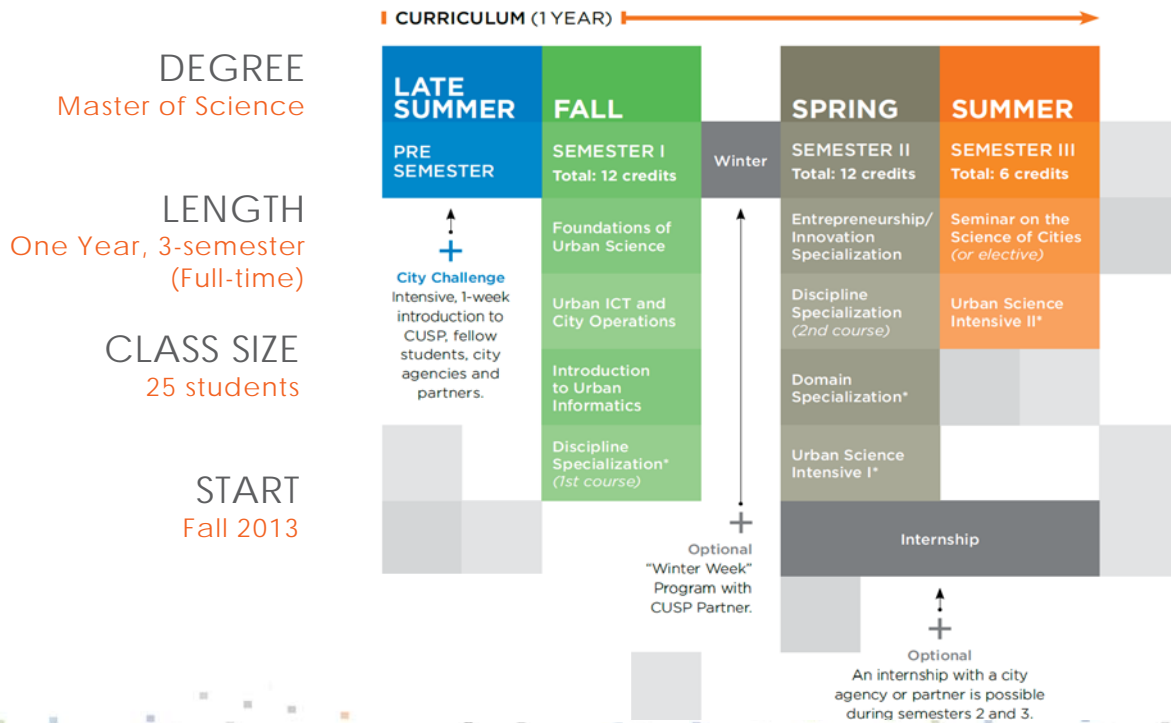 CURRICULUM (1 YEAR)
DEGREE
Master of Science
LENGTH
One Year, 3-semester
(Full-time)
CLASS SIZE
25 students
START
Fall 2013
LATE
SUMMER
PRE
SEMESTER
City Challenge
Intensive, 1-week
introduction to
CUSP, fellow
students, city
agencies and
partners.
FALL
SEMESTER I
Total: 12 credits
Foundations of
Urban Science
Urban ICT and
City Operations
Introduction
to Urban
Informatics
Discipline
Specialization*
(1st course)
Winter
Optional
"Winter Week"
Program with
CUSP Partner.
SPRING
SEMESTER II
Total: 12 credits
Entrepreneurship/
Innovation
Specialization
Discipline
Specialization
(2nd course)
Domain
Specialization*
Urban Science
Intensive I*
SUMMER
SEMESTER III
Total: 6 credits
Seminar on the
Science of Cities
(or elective)
Urban Science
Intensive II*
Internship
Optional
An internship with a city
agency or partner is possible
during semesters 2 and 3.